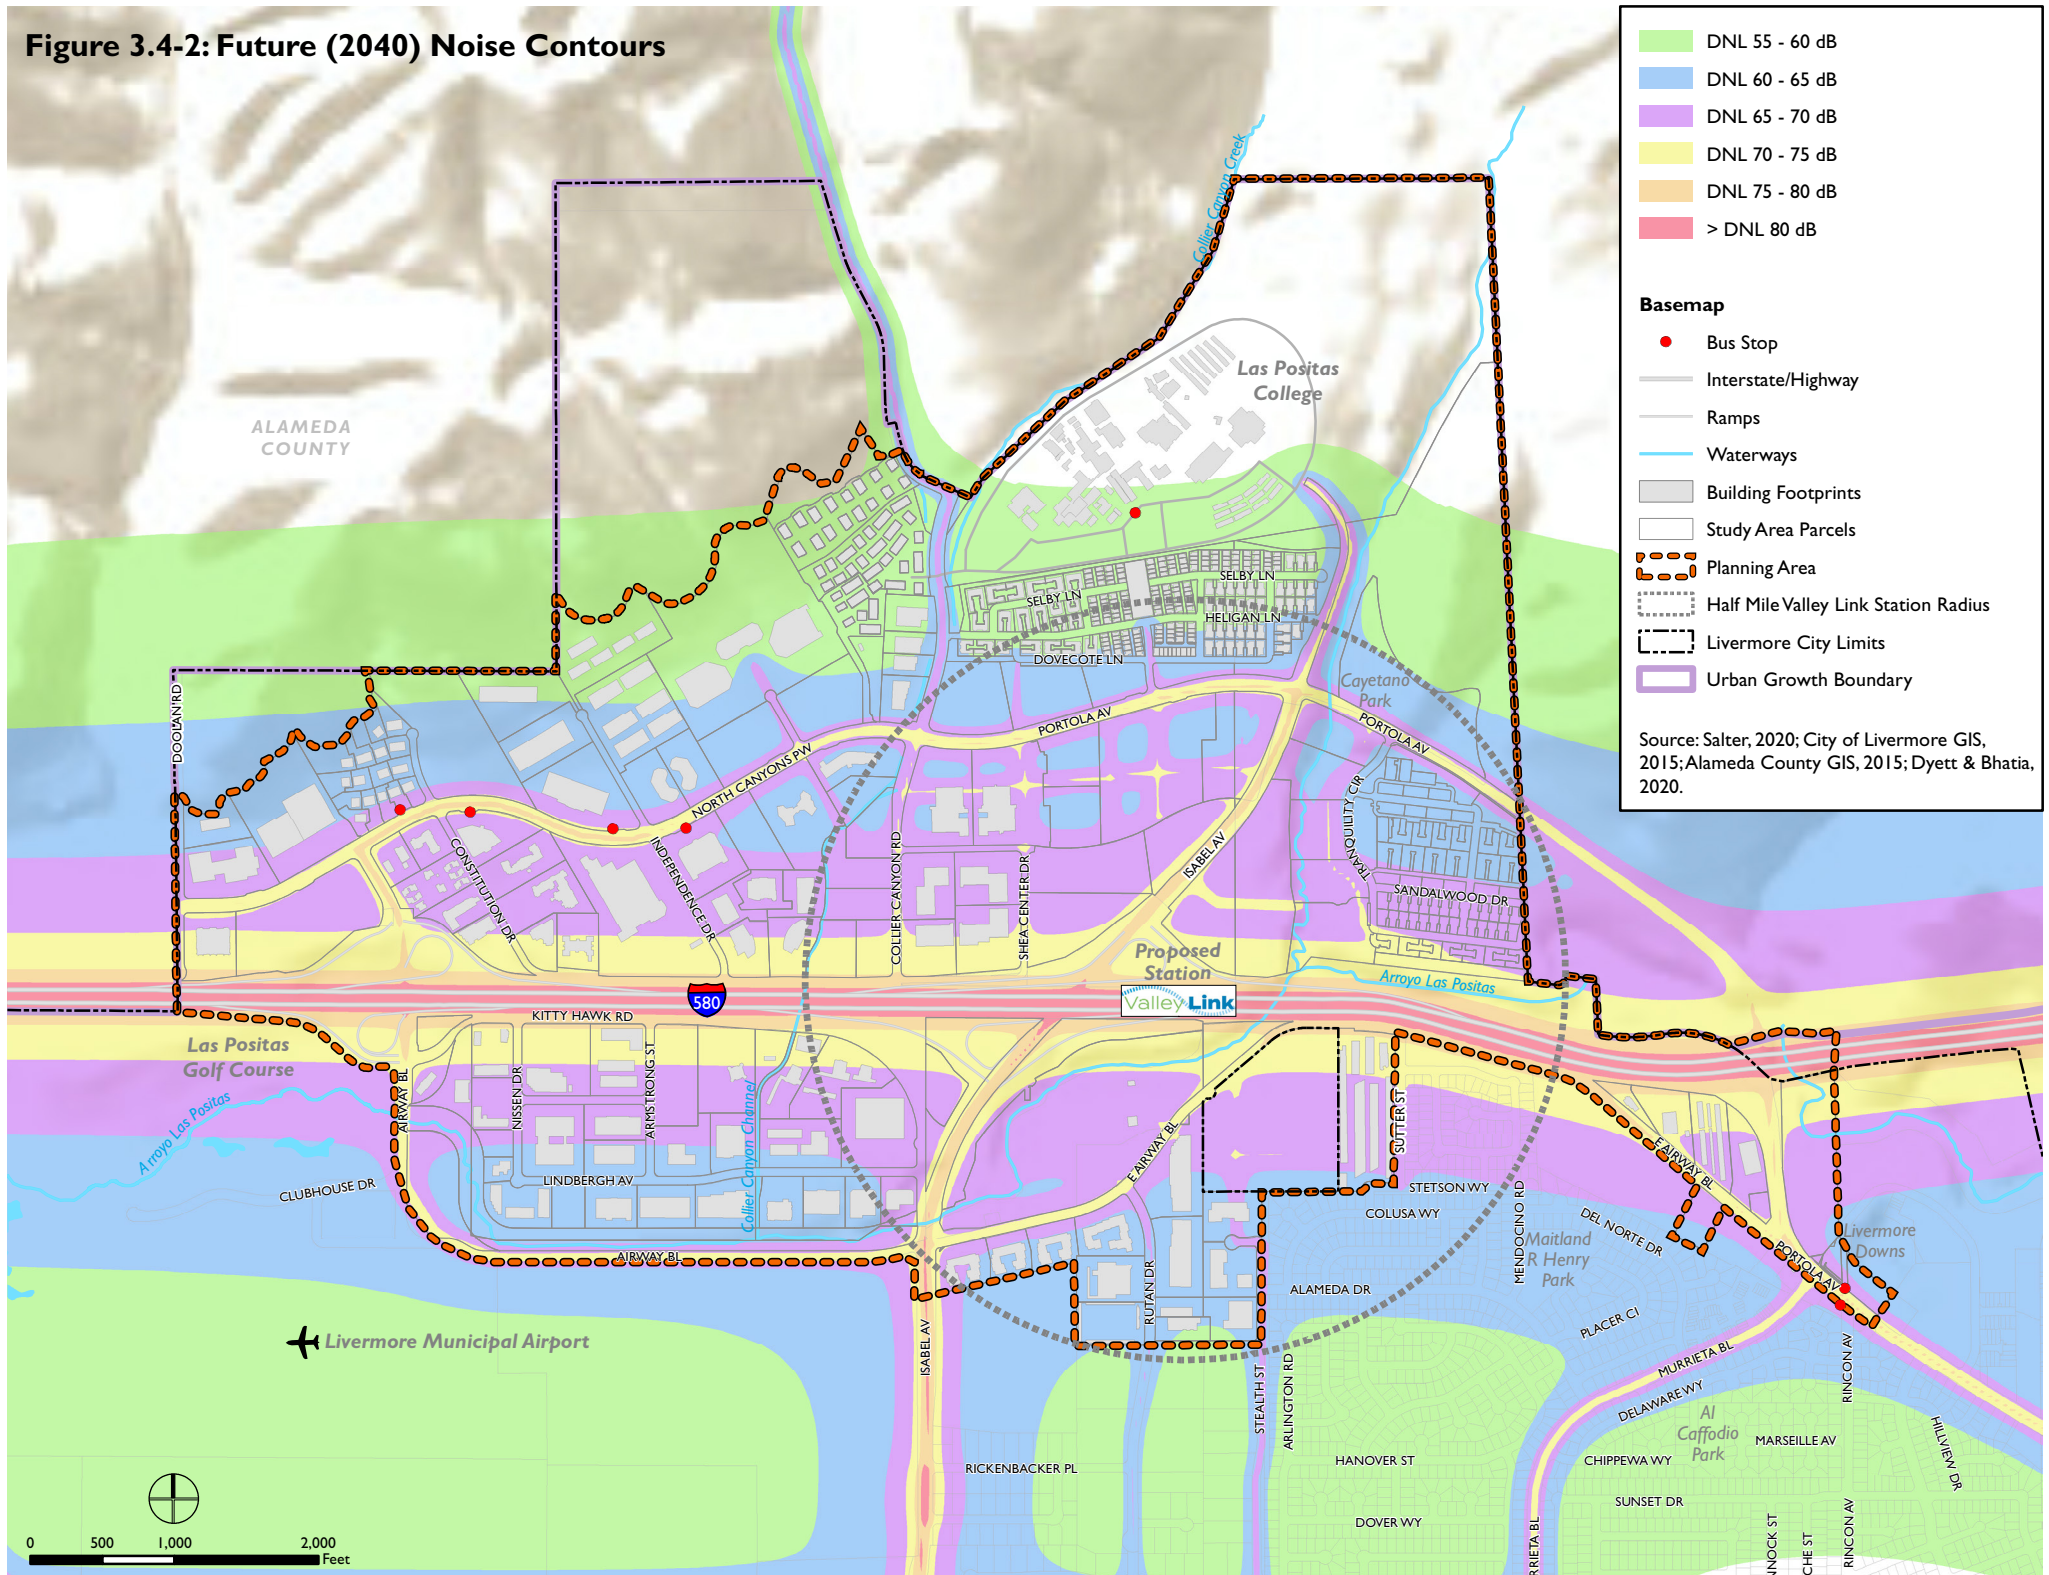 Figure 3.4-2: Future (2040) Noise Contours
DNL 55 - 60 dB
DNL 60 - 65 dB
DNL 65 - 70 dB
DNL 70 - 75 dB
DNL 75 - 80 dB
> DNL 80 dB
Basemap
Bus Stop
Interstate/Highway
Ramps
Waterways
Building Footprints
Study Area Parcels
Planning Area
Half Mile Valley Link Station Radius
Livermore City Limits
Urban Growth Boundary
Source: Salter, 2020; City of Livermore GIS,
2015; Alameda County GIS, 2015; Dyett & Bhatia,
2020.
Collier Canyon Creek
Las Positas
College
ALAMEDA
COUNTY
SELBY LN
SELBY LN
HELIGAN LN
DOVECOTE LN
Cayetano
Park
DOOLAN RD
PORTOLA AV
PORTOLA AV
NORTH CANYONS PW
TRANQUILITY CIR
ISABEL AV
CONSTITUTION DR
INDEPENDENCE DR
COLLIER CANYON RD
SHEA CENTER DR
SANDALWOOD DR
Proposed
Station
Valley Link
Arroyo Las Positas
580
KITTY HAWK RD
Las Positas
Golf Course
AIRWAY BL
NISSEN DR
ARMSTRONG ST
Collier Canyon Channel
Arroyo Las Positas
SUTTER ST
E AIRWAY BL
E AIRWAY BL
CLUBHOUSE DR
LINDBERGH AV
STETSON WY
COLUSA WY
MENDOCINO RD
DEL NORTE DR
Maitland
R Henry
Park
Livermore
Downs
PORTOLA AV
AIRWAY BL
RUTAN DR
ALAMEDA DR
PLACER CI
Livermore Municipal Airport
ISABEL AV
STEALTH ST
ARLINGTON RD
MURRIETA BL
DELAWARE WY
RINCON AV
Al
Caffodio
Park
MARSEILLE AV
HILLVIEW DR
RICKENBACKER PL
HANOVER ST
CHIPPEWA WY
SUNSET DR
DOVER WY
RRIETA BL
NNOCK ST
CHE ST
RINCON AV
0 500 1,000 2,000
Feet